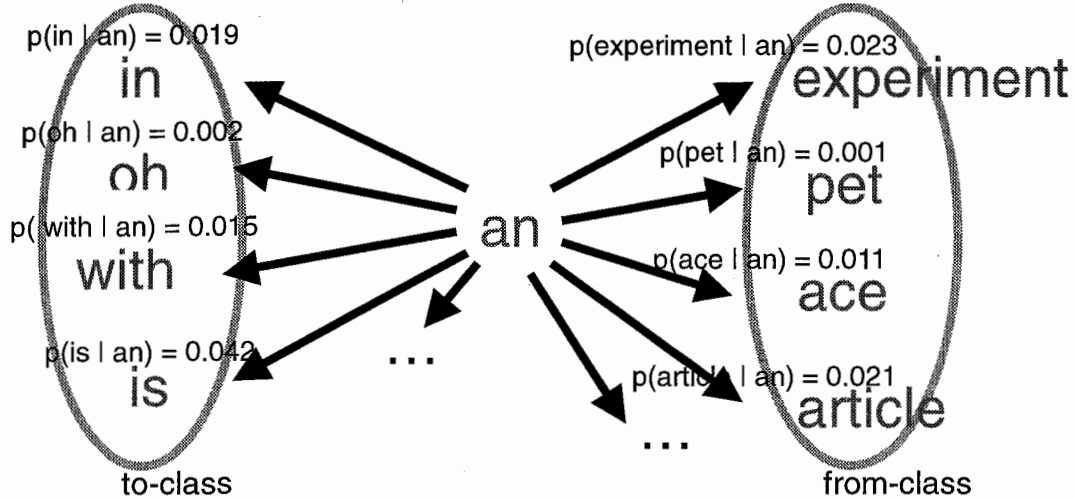 p(in | an) = 0.019
in
p(oh | an) = 0.002
oh
p( with | an) = 0.015
with
p(is | an) = 0.042
is
to-class
an
...
...
p(experiment | an) = 0.023
experiment
p(pet | an) = 0.001
pet
p(ace | an) = 0.011
ace
p(article | an) = 0.021
article
from-class